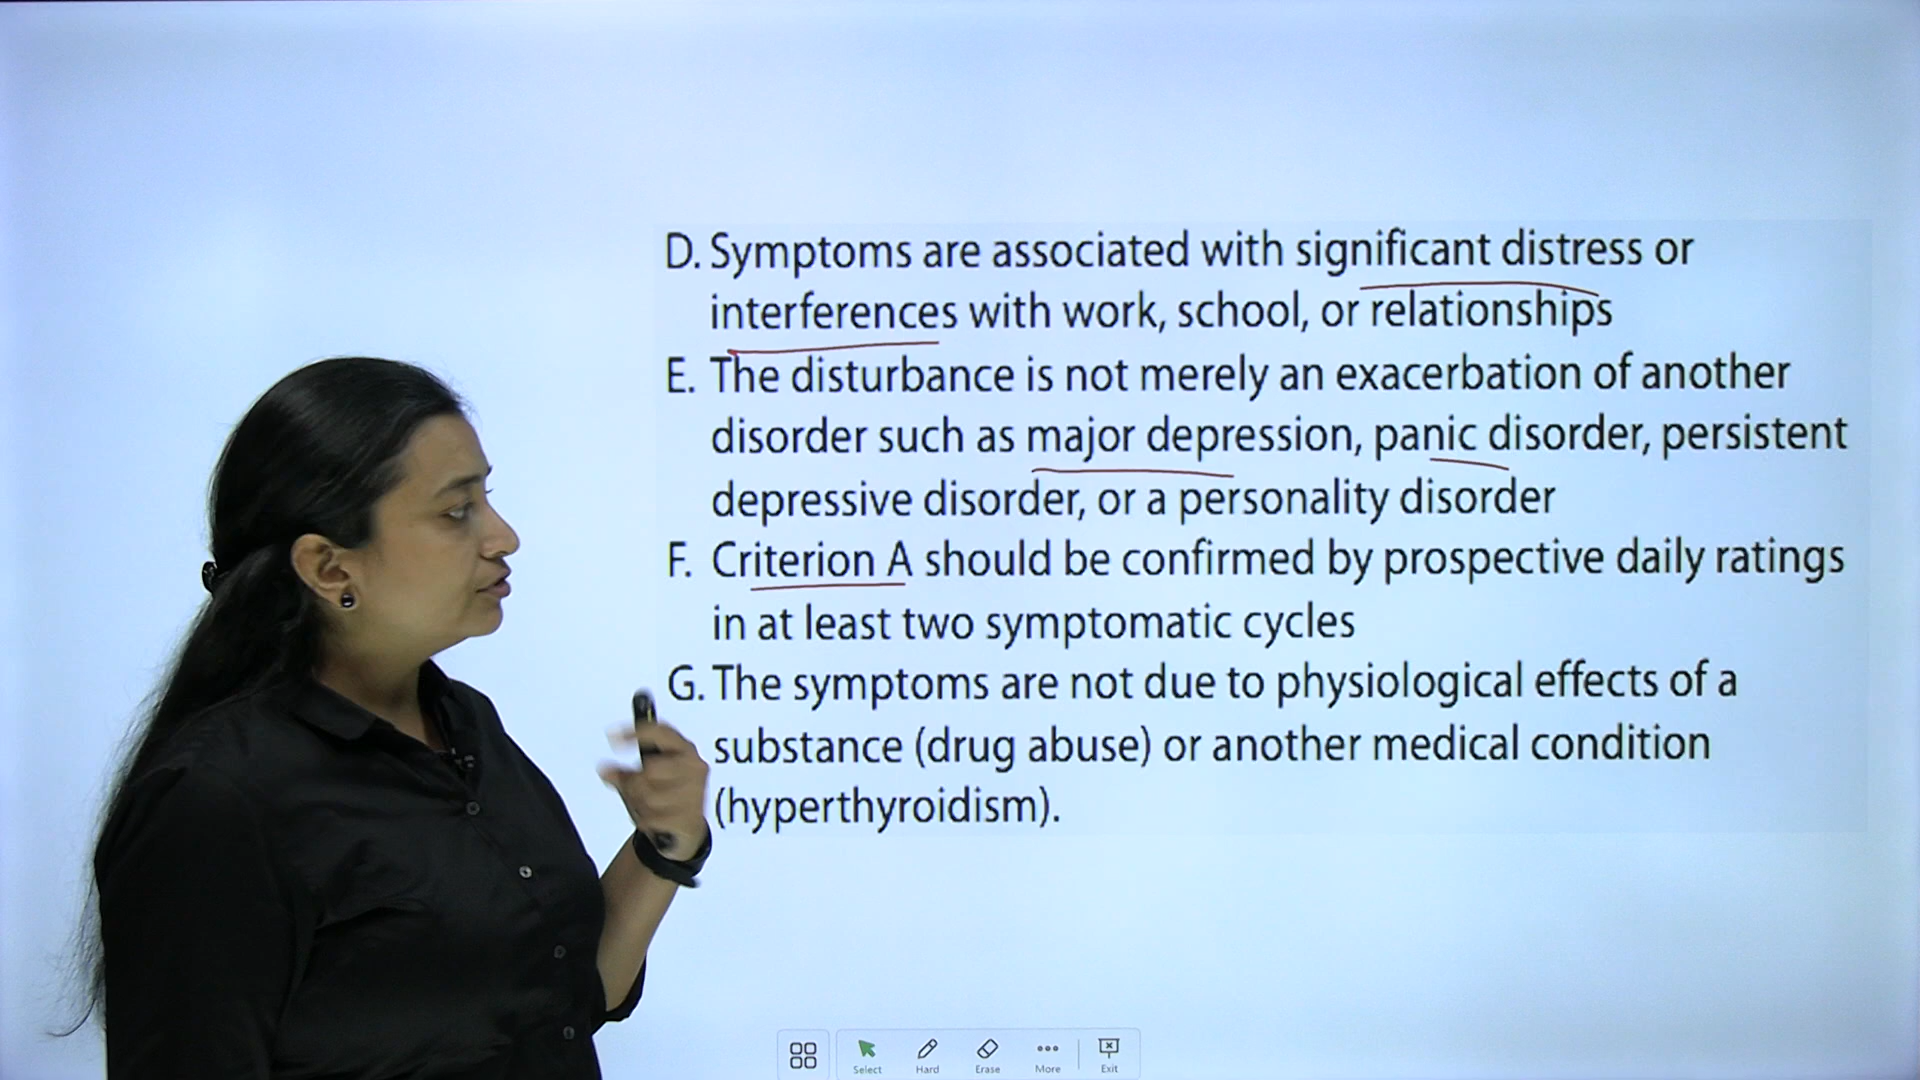 D. Symptoms are associated with significant distress or
interferences with work, school, or relationships
E. The disturbance is not merely an exacerbation of another
disorder such as major depression, panic disorder, persistent
depressive disorder, or a personality disorder
F. Criterion A should be confirmed by prospective daily ratings
in at least two symptomatic cycles
G. The symptoms are not due to physiological effects of a
substance (drug abuse) or another medical condition
(hyperthyroidism).
Select Hard Erase More Exit